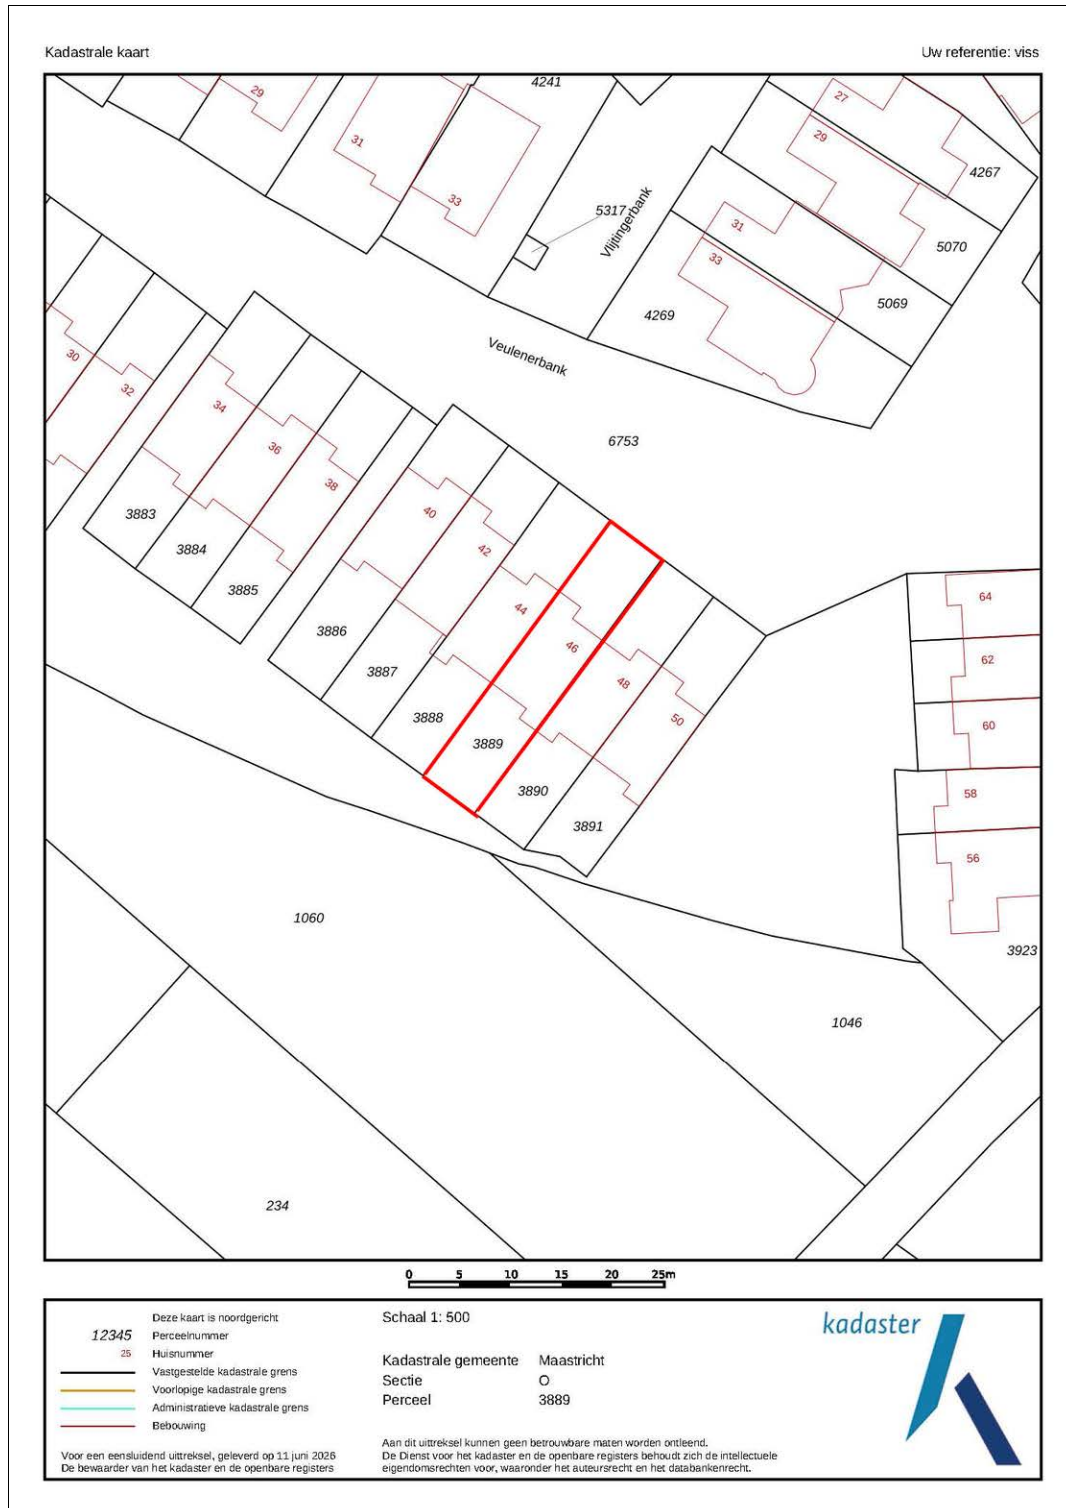 Kadastrale kaart
Uw referentie: viss
4241
29
31
33
27
29
4267
5317
Vlijtingerbank
31
5070
33
5069
4269
Veulenerbank
30
32
34
36
38
6753
3883
3884
3885
40
42
44
46
48
50
3886
3887
3888
3889
3890
3891
64
62
60
58
56
3923
1060
1046
234
0 5 10 15 20 25m
Deze kaart is noordgericht
12345 Perceelnummer
25 Huisnummer
Vastgestelde kadastrale grens
Voorlopige kadastrale grens
Administratieve kadastrale grens
Bebouwing
Voor een eensluidend uittreksel, geleverd op 11 juni 2026
De bewaarder van het kadaster en de openbare registers
Schaal 1: 500
Kadastrale gemeente Maastricht
Sectie O
Perceel 3889
Aan dit uittreksel kunnen geen betrouwbare maten worden ontleend.
De Dienst voor het kadaster en de openbare registers behoudt zich de intellectuele
eigendomsrechten voor, waaronder het auteursrecht en het databankenrecht.
kadaster